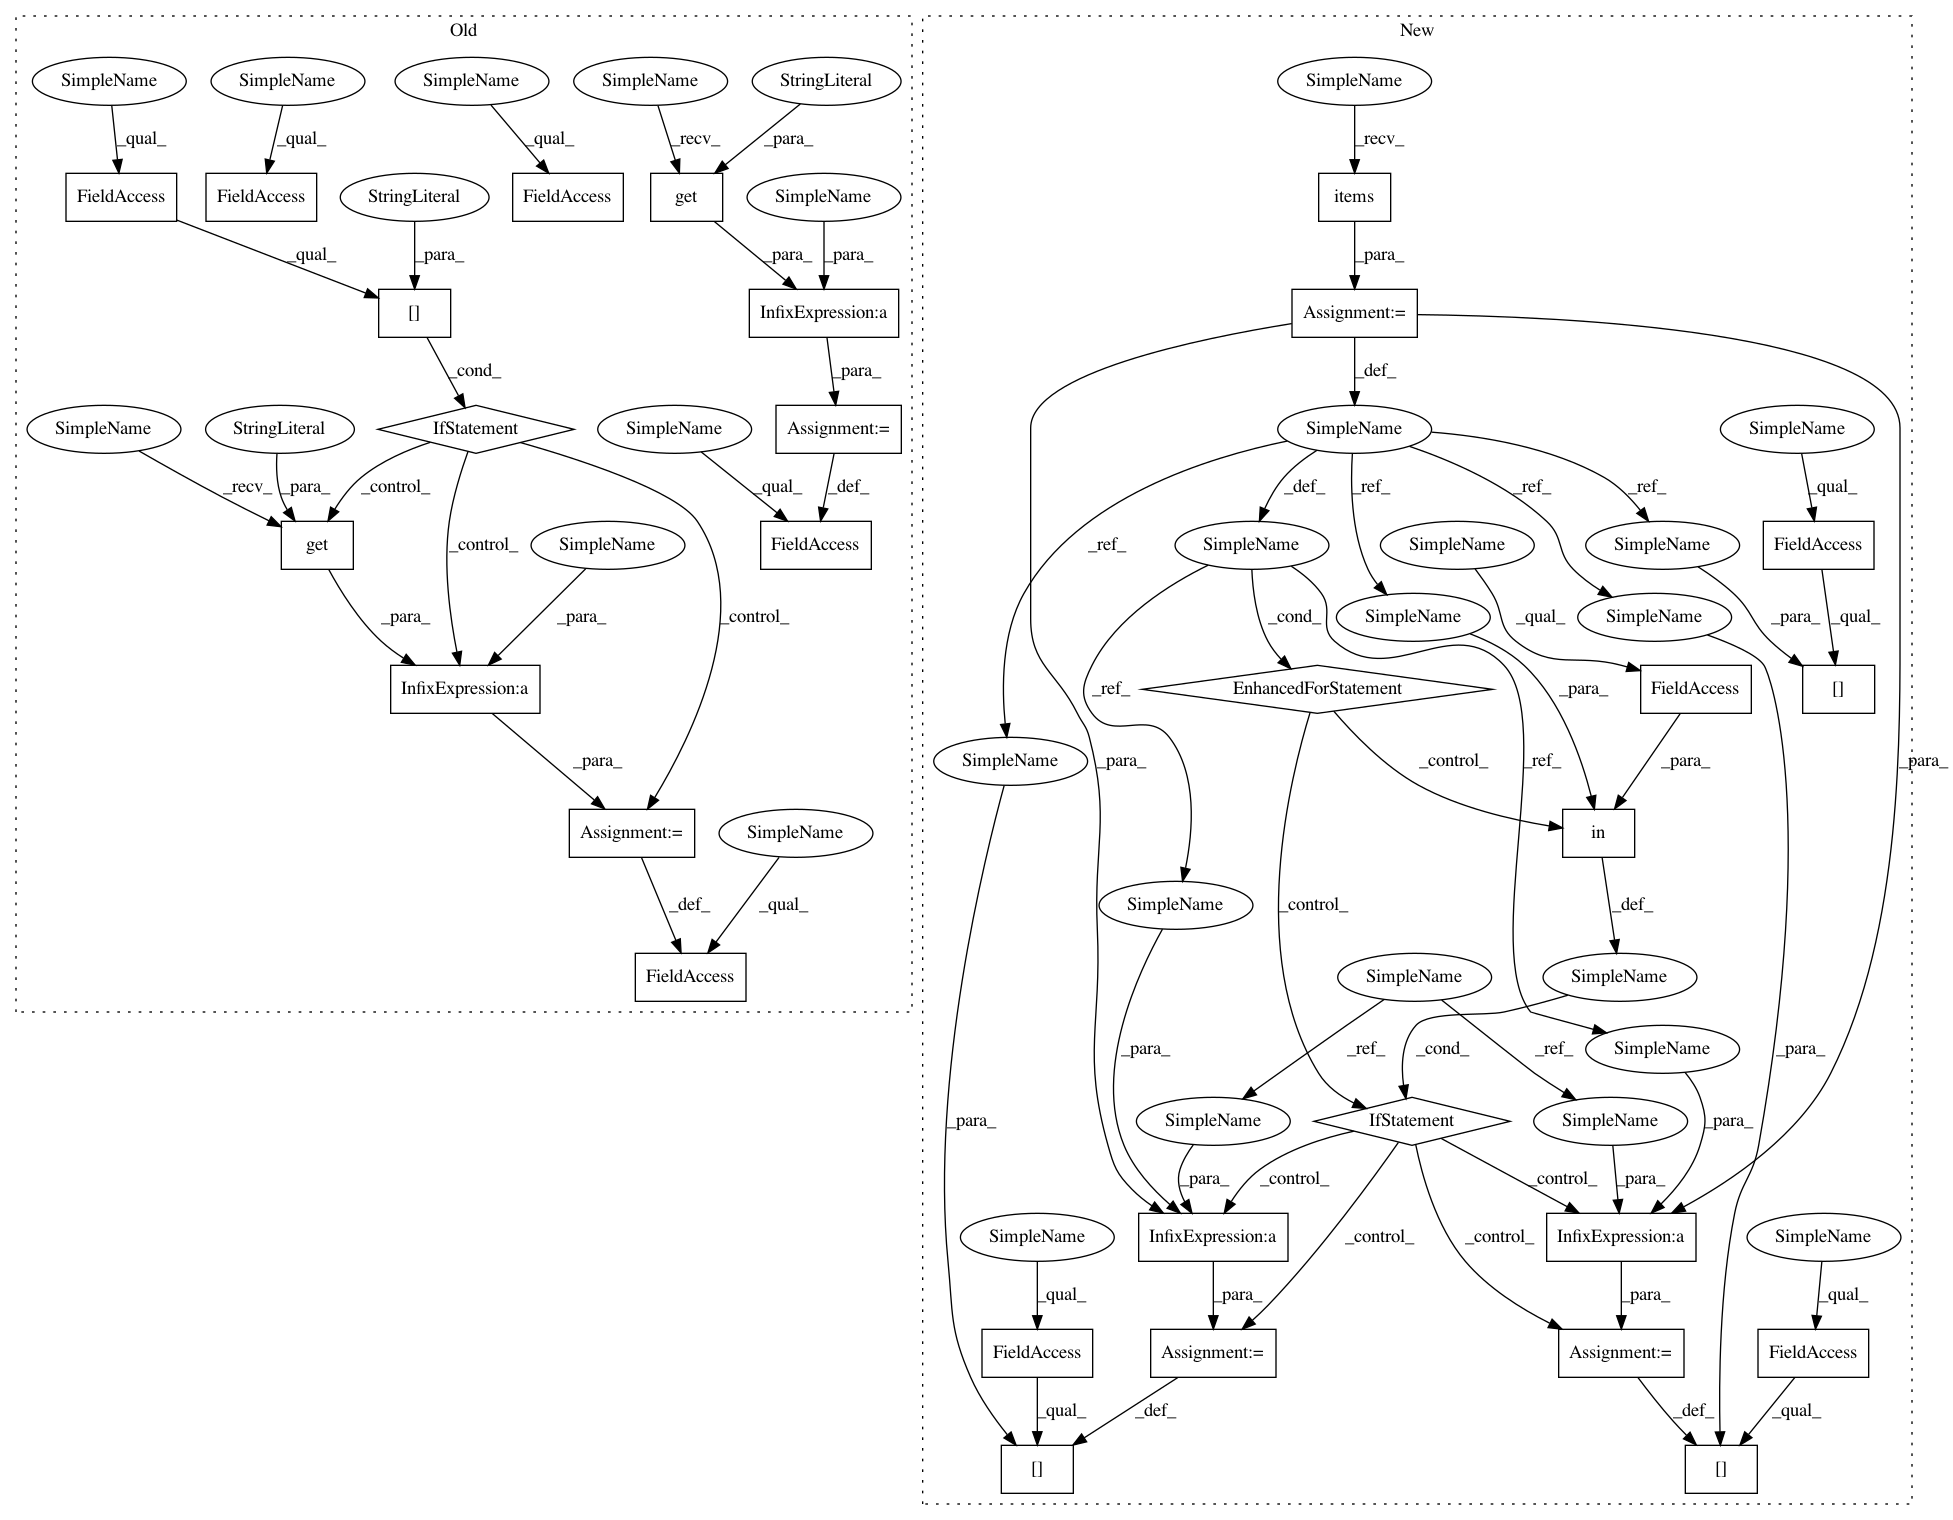 Old
SimpleName
SimpleName
SimpleName
SimpleName
StringLiteral
_qual_
_qual_
_qual_
_recv_
_para_
FieldAccess
FieldAccess
StringLiteral
FieldAccess
get
SimpleName
_qual_
_para_
_para_
_para_
[]
InfixExpression:a
_cond_
_para_
SimpleName
StringLiteral
IfStatement
SimpleName
Assignment:=
_recv_
_para_
_control_
_qual_
_def_
get
_control_
SimpleName
FieldAccess
_para_
_para_
_control_
InfixExpression:a
_para_
Assignment:=
SimpleName
_def_
_qual_
FieldAccess
New
SimpleName
_recv_
items
_para_
Assignment:=
_def_
SimpleName
SimpleName
_def_
_ref_
_ref_
_ref_
_qual_
_ref_
SimpleName
SimpleName
SimpleName
FieldAccess
_cond_
SimpleName
_qual_
SimpleName
_para_
_qual_
_ref_
EnhancedForStatement
_para_
FieldAccess
[]
SimpleName
_para_
_control_
_ref_
_para_
_para_
in
SimpleName
_control_
_def_
SimpleName
SimpleName
_para_
_ref_
_cond_
_ref_
SimpleName
_para_
_para_
SimpleName
IfStatement
SimpleName
_para_
_para_
_control_
_control_
_para_
SimpleName
InfixExpression:a
InfixExpression:a
SimpleName
_control_
_control_
_qual_
_para_
_para_
_qual_
FieldAccess
Assignment:=
Assignment:=
FieldAccess
_qual_
_def_
_def_
_qual_
[]
[]